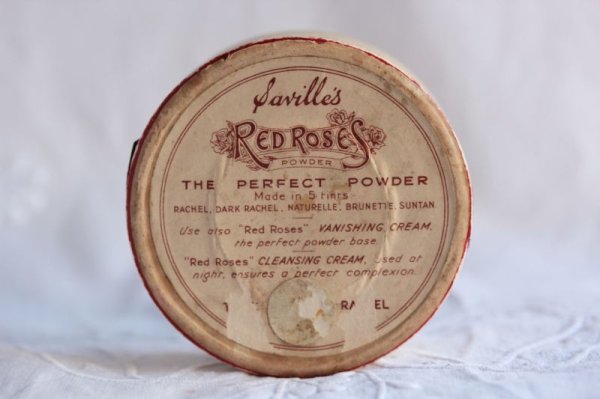 Saville's
RED ROSES
POWDER
THE PERFECT POWDER
Made in 5 tints
RACHEL, DARK RACHEL, NATURELLE, BRUNETTE, SUNTAN
Use also "Red Roses" VANISHING CREAM,
the perfect powder base.
"Red Roses" CLEANSING CREAM, used at
night, ensures a perfect complexion.